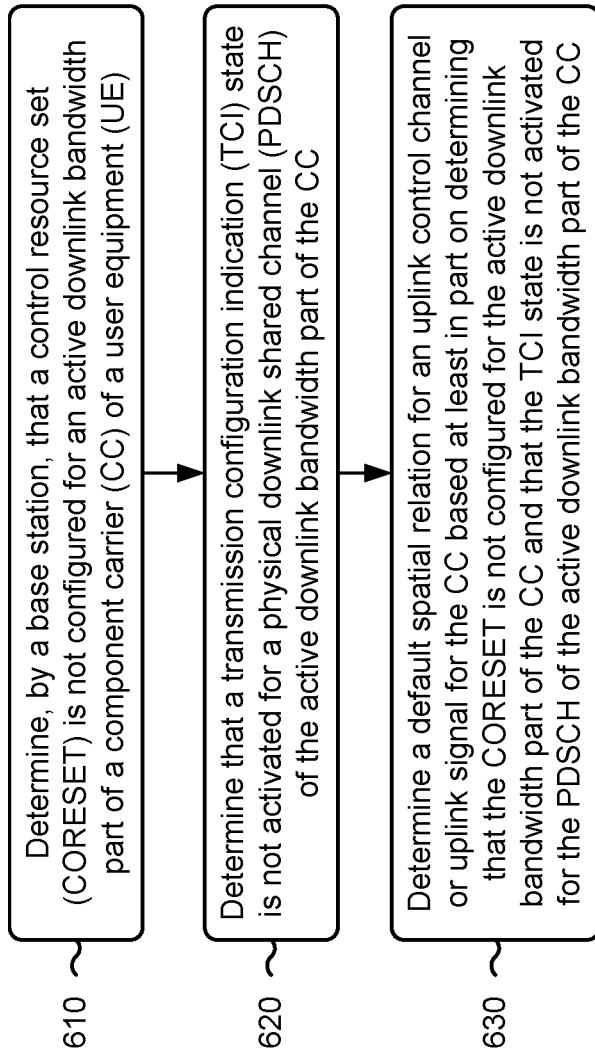 610
Determine, by a base station, that a control resource set
(CORESET) is not configured for an active downlink bandwidth
part of a component carrier (CC) of a user equipment (UE)
620
Determine that a transmission configuration indication (TCI) state
is not activated for a physical downlink shared channel (PDSCH)
of the active downlink bandwidth part of the CC
630
Determine a default spatial relation for an uplink control channel
or uplink signal for the CC based at least in part on determining
that the CORESET is not configured for the active downlink
bandwidth part of the CC and that the TCI state is not activated
for the PDSCH of the active downlink bandwidth part of the CC